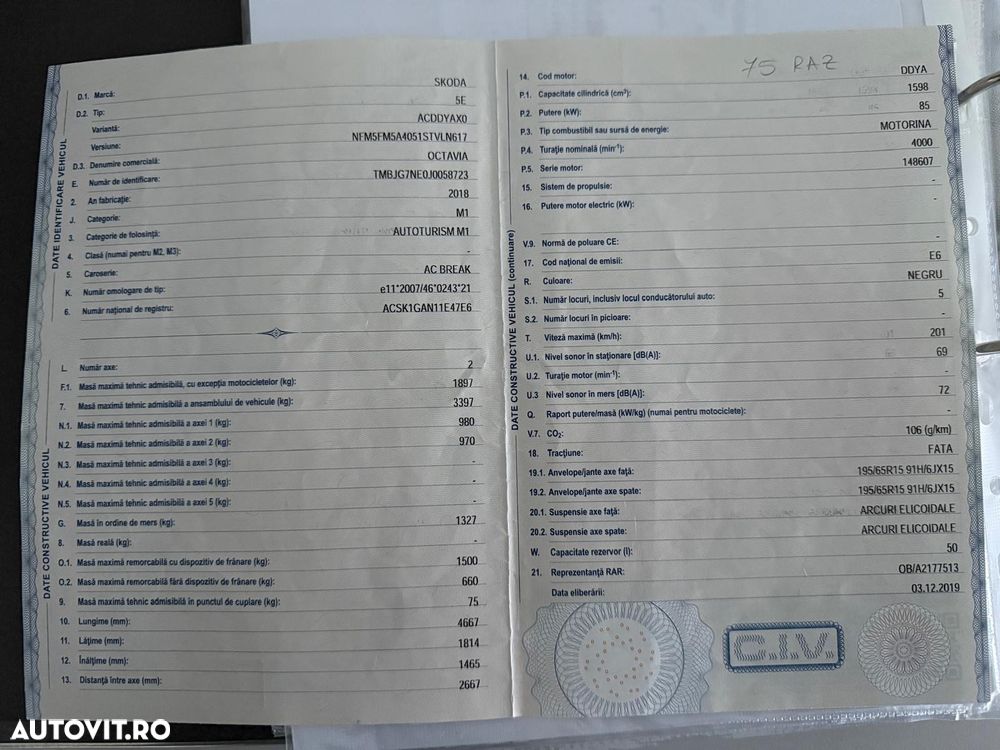 DATE IDENTIFICARE VEHICUL
D.1. Marcă: SKODA
D.2. Tip: 5E
Variantă: ACDDYAX0
Versiune: NFM5FM5A4051STVLN617
D.3. Denumire comercială: OCTAVIA
E. Număr de identificare: TMBJG7NE0J0058723
2. An fabricație: 2018
J. Categorie: M1
3. Categorie de folosință: AUTOTURISM M1
4. Clasă (numai pentru M2, M3): -
5. Caroserie: AC BREAK
K. Număr omologare de tip: e11*2007/46*0243*21
6. Număr național de registru: ACSK1GAN11E47E6
DATE CONSTRUCTIVE VEHICUL
L. Număr axe: 2
F.1. Masă maximă tehnic admisibilă, cu excepția motocicletelor (kg): 1897
7. Masă maximă tehnic admisibilă a ansamblului de vehicule (kg): 3397
N.1. Masă maximă tehnic admisibilă a axei 1 (kg): 980
N.2. Masă maximă tehnic admisibilă a axei 2 (kg): 970
N.3. Masă maximă tehnic admisibilă a axei 3 (kg): -
N.4. Masă maximă tehnic admisibilă a axei 4 (kg): -
N.5. Masă maximă tehnic admisibilă a axei 5 (kg): -
G. Masă în ordine de mers (kg): 1327
8. Masă reală (kg): -
O.1. Masă maximă remorcabilă cu dispozitiv de frânare (kg): 1500
O.2. Masă maximă remorcabilă fără dispozitiv de frânare (kg): 660
9. Masă maximă tehnic admisibilă în punctul de cuplare (kg): 75
10. Lungime (mm): 4667
11. Lățime (mm): 1814
12. Înălțime (mm): 1465
13. Distanță între axe (mm): 2667
75 RAZ
DATE CONSTRUCTIVE VEHICUL (continuare)
14. Cod motor: DDYA
P.1. Capacitate cilindrică (cm³): 1598
P.2. Putere (kW): 85
P.3. Tip combustibil sau sursă de energie: MOTORINA
P.4. Turație nominală (min⁻¹): 4000
P.5. Serie motor: 148607
15. Sistem de propulsie: -
16. Putere motor electric (kW): -
V.9. Normă de poluare CE: -
17. Cod național de emisii: E6
R. Culoare: NEGRU
S.1. Număr locuri, inclusiv locul conducătorului auto: 5
S.2. Număr locuri în picioare: -
T. Viteză maximă (km/h): 201
U.1. Nivel sonor în staționare [dB(A)]: 69
U.2. Turație motor (min⁻¹): -
U.3 Nivel sonor în mers [dB(A)]: 72
Q. Raport putere/masă (kW/kg) (numai pentru motociclete): -
V.7. CO₂: 106 (g/km)
18. Tracțiune: FATA
19.1. Anvelope/jante axe față: 195/65R15 91H/6JX15
19.2. Anvelope/jante axe spate: 195/65R15 91H/6JX15
20.1. Suspensie axe față: ARCURI ELICOIDALE
20.2. Suspensie axe spate: ARCURI ELICOIDALE
W. Capacitate rezervor (l): 50
21. Reprezentanță RAR: OB/A2177513
Data eliberării: 03.12.2019
C.I.V.
AUTOVIT.RO